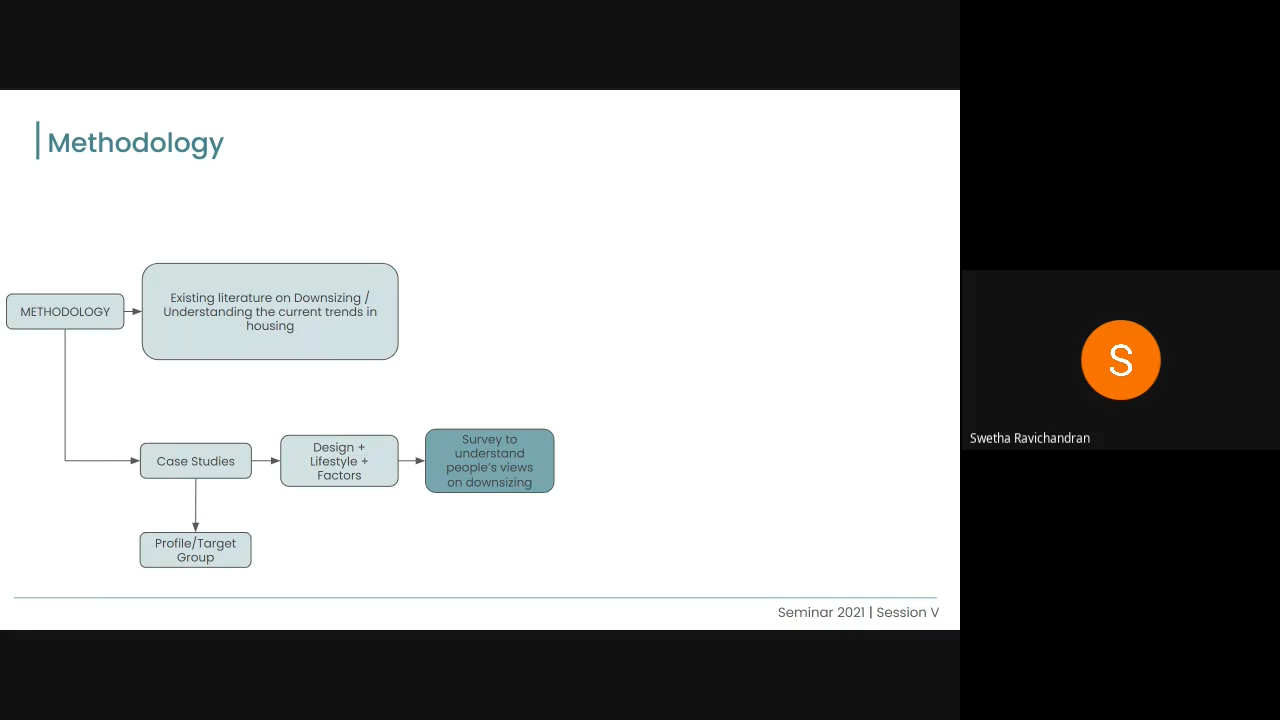 Methodology
METHODOLOGY
Existing literature on Downsizing /
Understanding the current trends in
housing
Case Studies
Design +
Lifestyle +
Factors
Survey to
understand
people's views
on downsizing
Profile/Target
Group
Seminar 2021 | Session V
S
Swetha Ravichandran